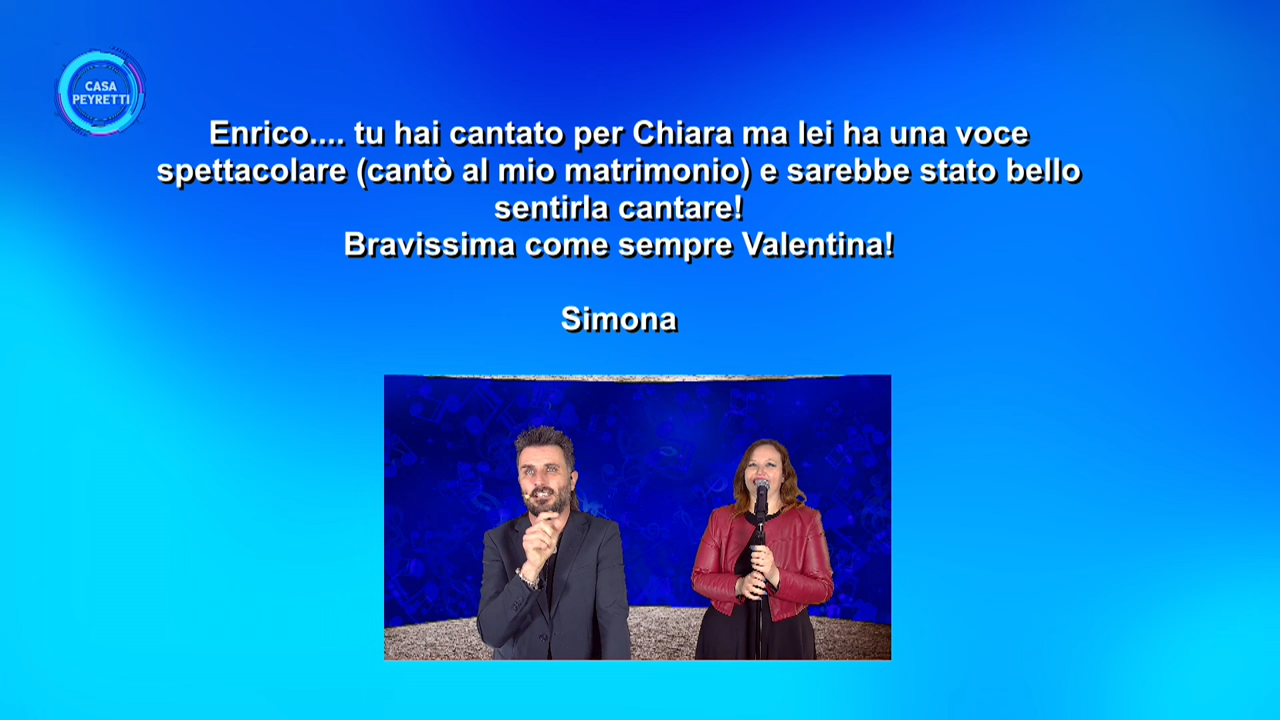 CASA
PEYRETTI
Enrico.... tu hai cantato per Chiara ma lei ha una voce
spettacolare (cantò al mio matrimonio) e sarebbe stato bello
sentirla cantare!
Bravissima come sempre Valentina!
Simona